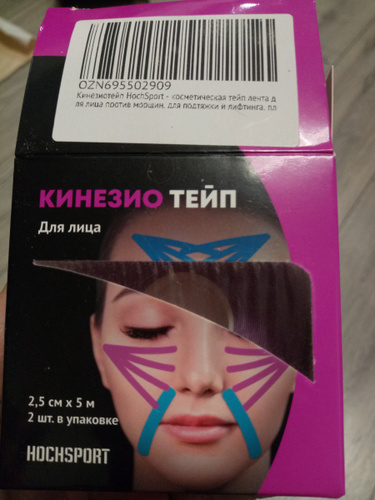 OZN695502909
Кинезиотейп HochSport - косметическая тейп лента д
ля лица против морщин, для подтяжки и лифтинга, пл
КИНЕЗИО ТЕЙП
Для лица
2,5 см х 5 м
2 шт. в упаковке
HOCHSPORT